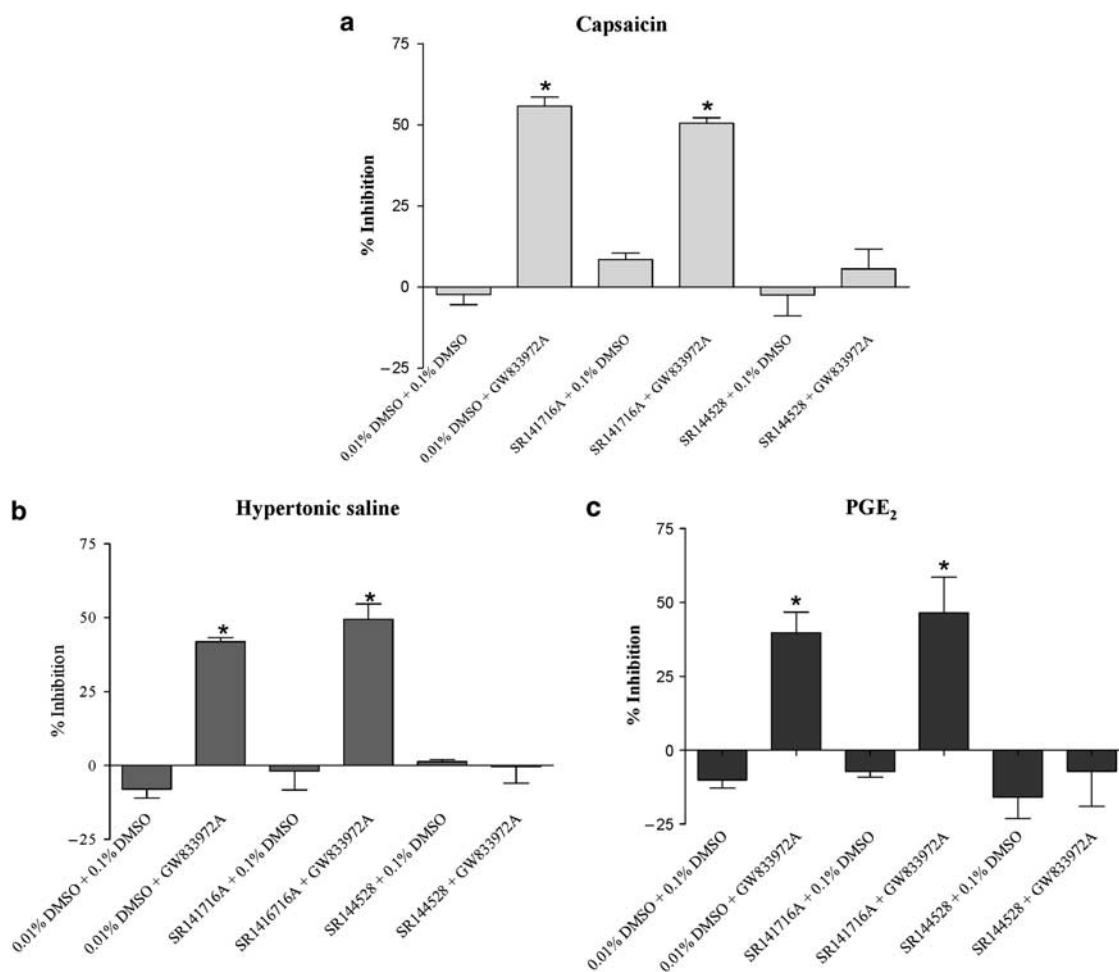 a
Capsaicin
75
50
25
0
−25
% Inhibition
*
*
0.01% DMSO + 0.1% DMSO
0.01% DMSO + GW833972A
SR141716A + 0.1% DMSO
SR141716A + GW833972A
SR144528 + 0.1% DMSO
SR144528 + GW833972A
b
Hypertonic saline
75
50
25
0
−25
% Inhibition
*
*
0.01% DMSO + 0.1% DMSO
0.01% DMSO + GW833972A
SR141716A + 0.1% DMSO
SR1416716A + GW833972A
SR144528 + 0.1% DMSO
SR144528 + GW833972A
c
PGE₂
75
50
25
0
−25
% Inhibition
*
*
0.01% DMSO + 0.1% DMSO
0.01% DMSO + GW833972A
SR141716A + 0.1% DMSO
SR141716A + GW833972A
SR144528 + 0.1% DMSO
SR144528 + GW833972A